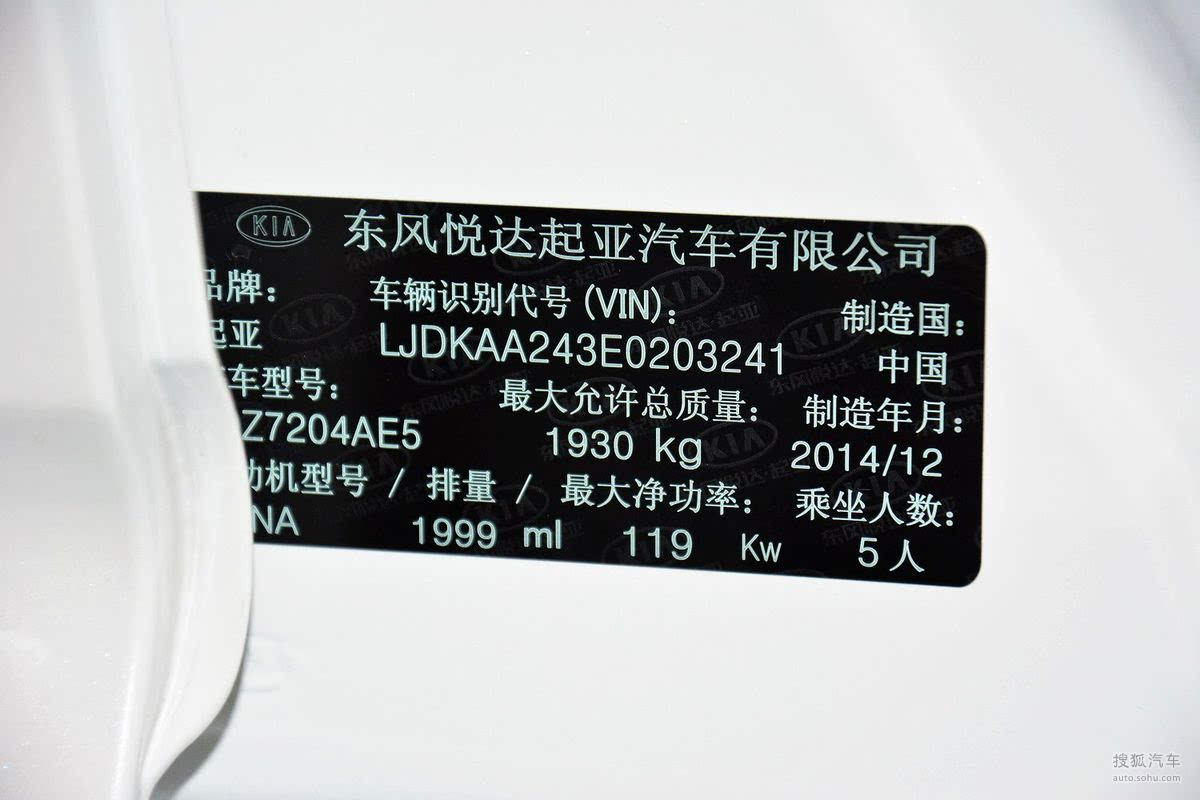 KIA 东风悦达起亚汽车有限公司
品牌： 车辆识别代号(VIN)： 制造国：
起亚 LJDKAA243E0203241 中国
车型号： 最大允许总质量： 制造年月：
Z7204AE5 1930 kg 2014/12
动机型号 / 排量 / 最大净功率： 乘坐人数：
NA 1999 ml 119 Kw 5人
搜狐汽车
auto.sohu.com